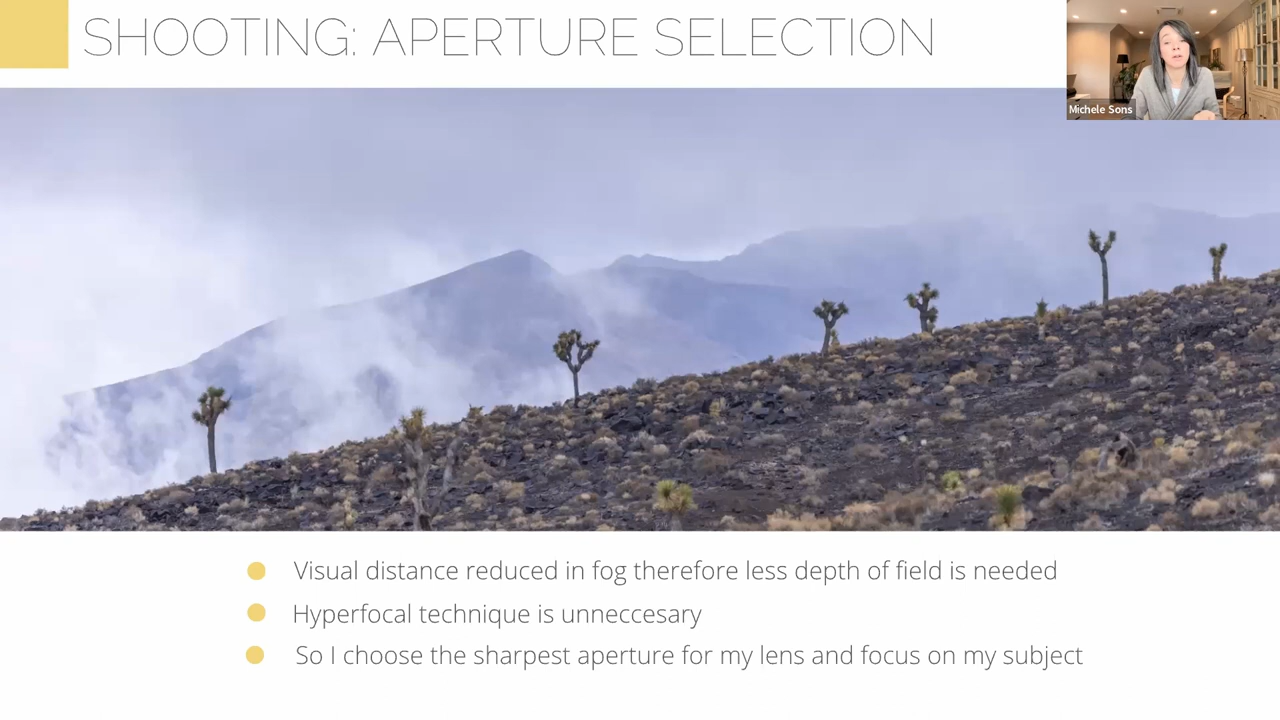 SHOOTING: APERTURE SELECTION
Michele Sons
Visual distance reduced in fog therefore less depth of field is needed
Hyperfocal technique is unneccesary
So I choose the sharpest aperture for my lens and focus on my subject